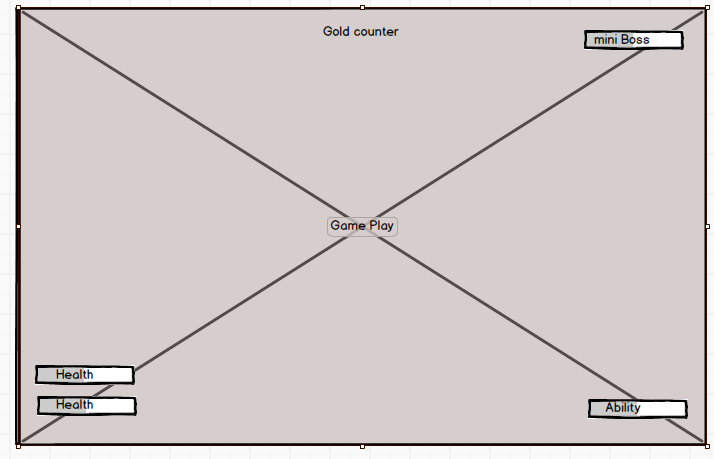 Gold counter
mini Boss
Game Play
Health
Health
Ability